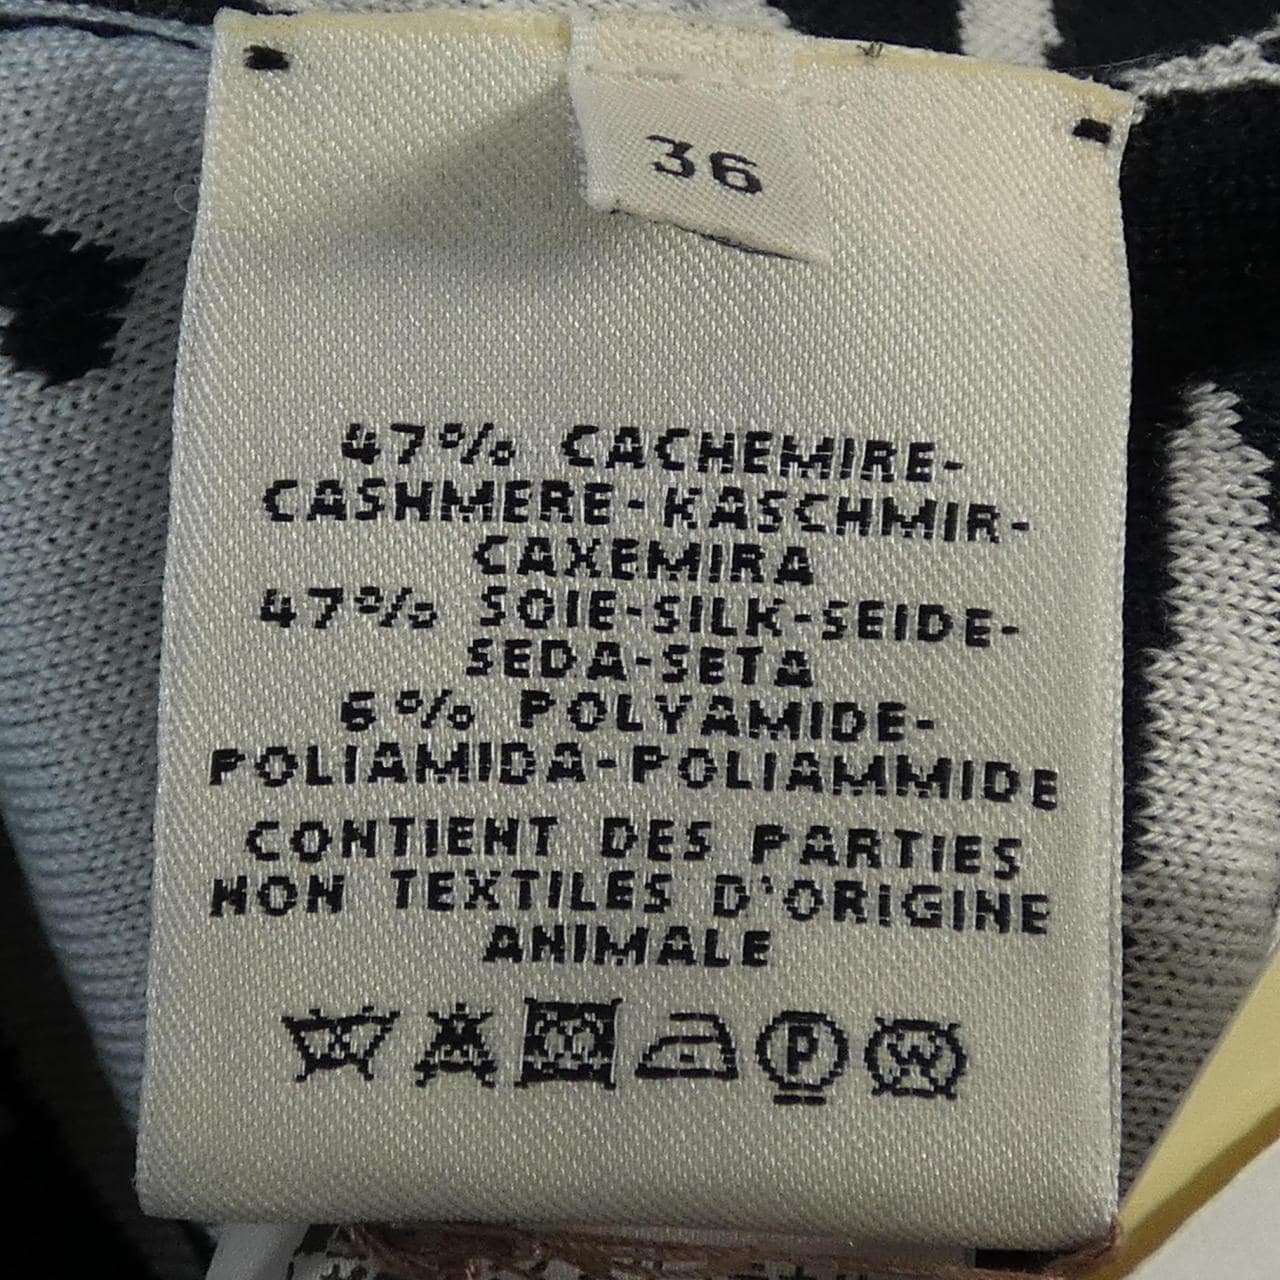 36
47% CACHEMIRE-
CASHMERE-KASCHMIR-
CAXEMIRA
47% SOIE-SILK-SEIDE-
SEDA-SETA
6% POLYAMIDE-
POLIAMIDA-POLIAMMIDE
CONTIENT DES PARTIES
NON TEXTILES D'ORIGINE
ANIMALE
P W